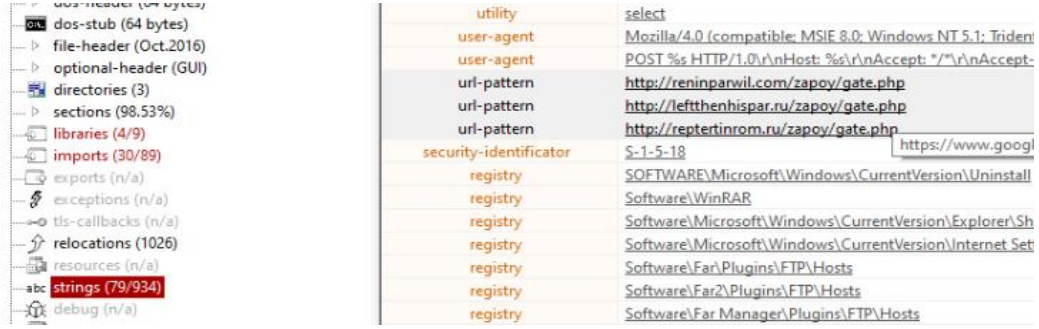 dos-header (64 bytes)
dos-stub (64 bytes)
file-header (Oct.2016)
optional-header (GUI)
directories (3)
sections (98.53%)
libraries (4/9)
imports (30/89)
exports (n/a)
exceptions (n/a)
tls-callbacks (n/a)
relocations (1026)
resources (n/a)
abc strings (79/934)
debug (n/a)
utility select
user-agent Mozilla/4.0 (compatible; MSIE 8.0; Windows NT 5.1; Trident
user-agent POST %s HTTP/1.0\r\nHost: %s\r\nAccept: */*\r\nAccept-
url-pattern http://reninparwil.com/zapoy/gate.php
url-pattern http://leftthenhispar.ru/zapoy/gate.php
url-pattern http://reptertinrom.ru/zapoy/gate.php
https://www.googl
security-identificator S-1-5-18
registry SOFTWARE\Microsoft\Windows\CurrentVersion\Uninstall
registry Software\WinRAR
registry Software\Microsoft\Windows\CurrentVersion\Explorer\Sh
registry Software\Microsoft\Windows\CurrentVersion\Internet Set
registry Software\Far\Plugins\FTP\Hosts
registry Software\Far2\Plugins\FTP\Hosts
registry Software\Far Manager\Plugins\FTP\Hosts